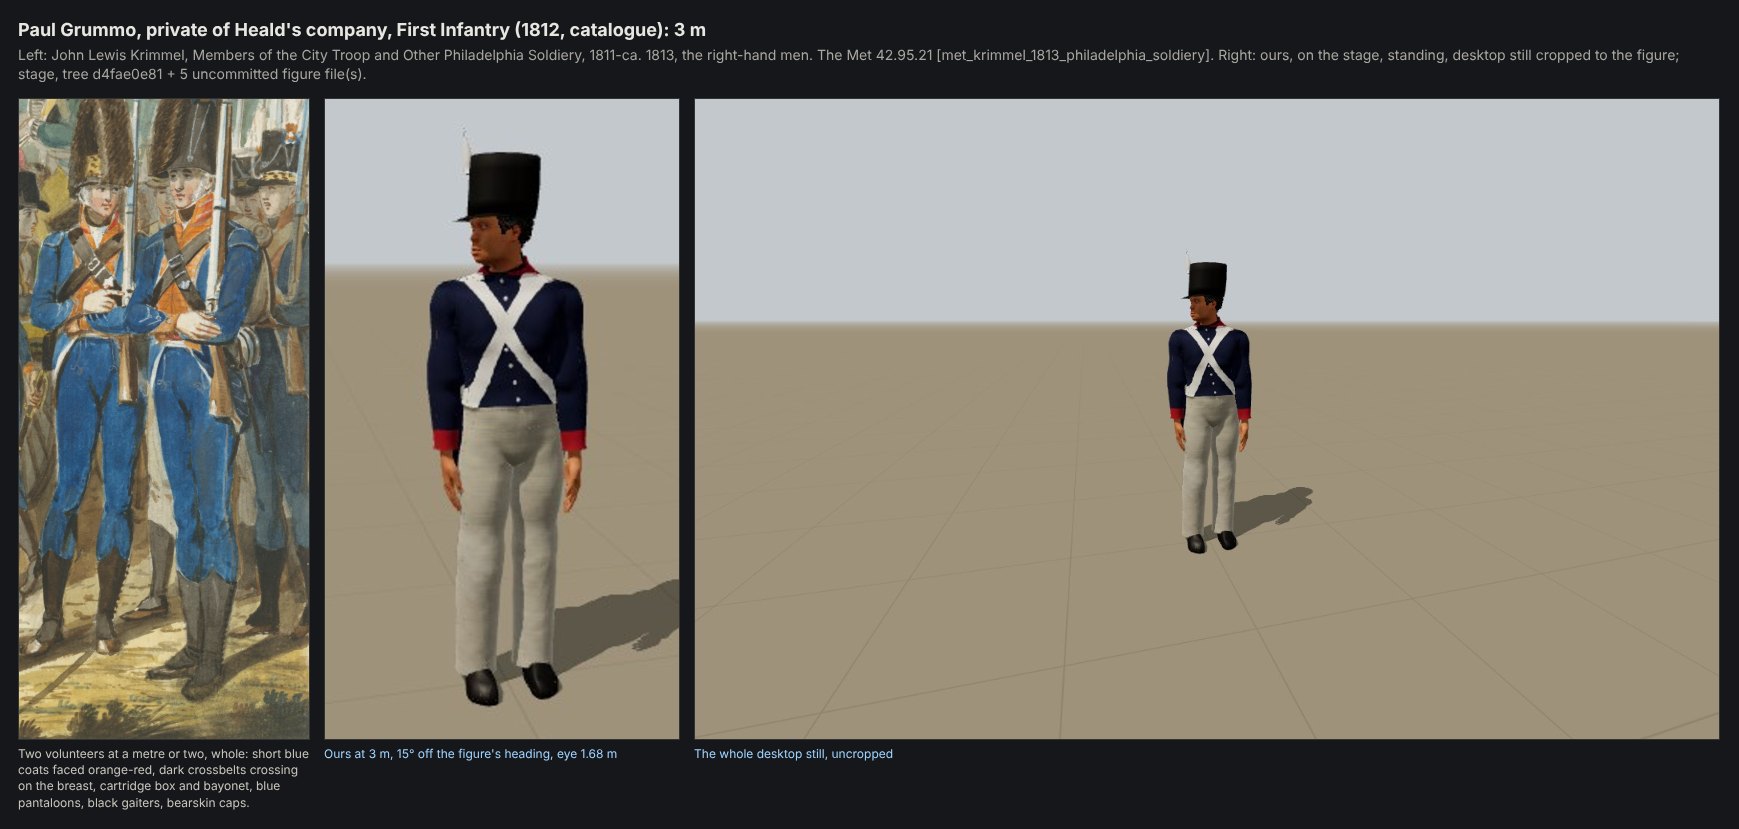 Paul Grummo, private of Heald's company, First Infantry (1812, catalogue): 3 m
Left: John Lewis Krimmel, Members of the City Troop and Other Philadelphia Soldiery, 1811-ca. 1813, the right-hand men. The Met 42.95.21 [met_krimmel_1813_philadelphia_soldiery]. Right: ours, on the stage, standing, desktop still cropped to the figure;
stage, tree d4fae0e81 + 5 uncommitted figure file(s).
Two volunteers at a metre or two, whole: short blue
coats faced orange-red, dark crossbelts crossing
on the breast, cartridge box and bayonet, blue
pantaloons, black gaiters, bearskin caps.
Ours at 3 m, 15° off the figure's heading, eye 1.68 m
The whole desktop still, uncropped